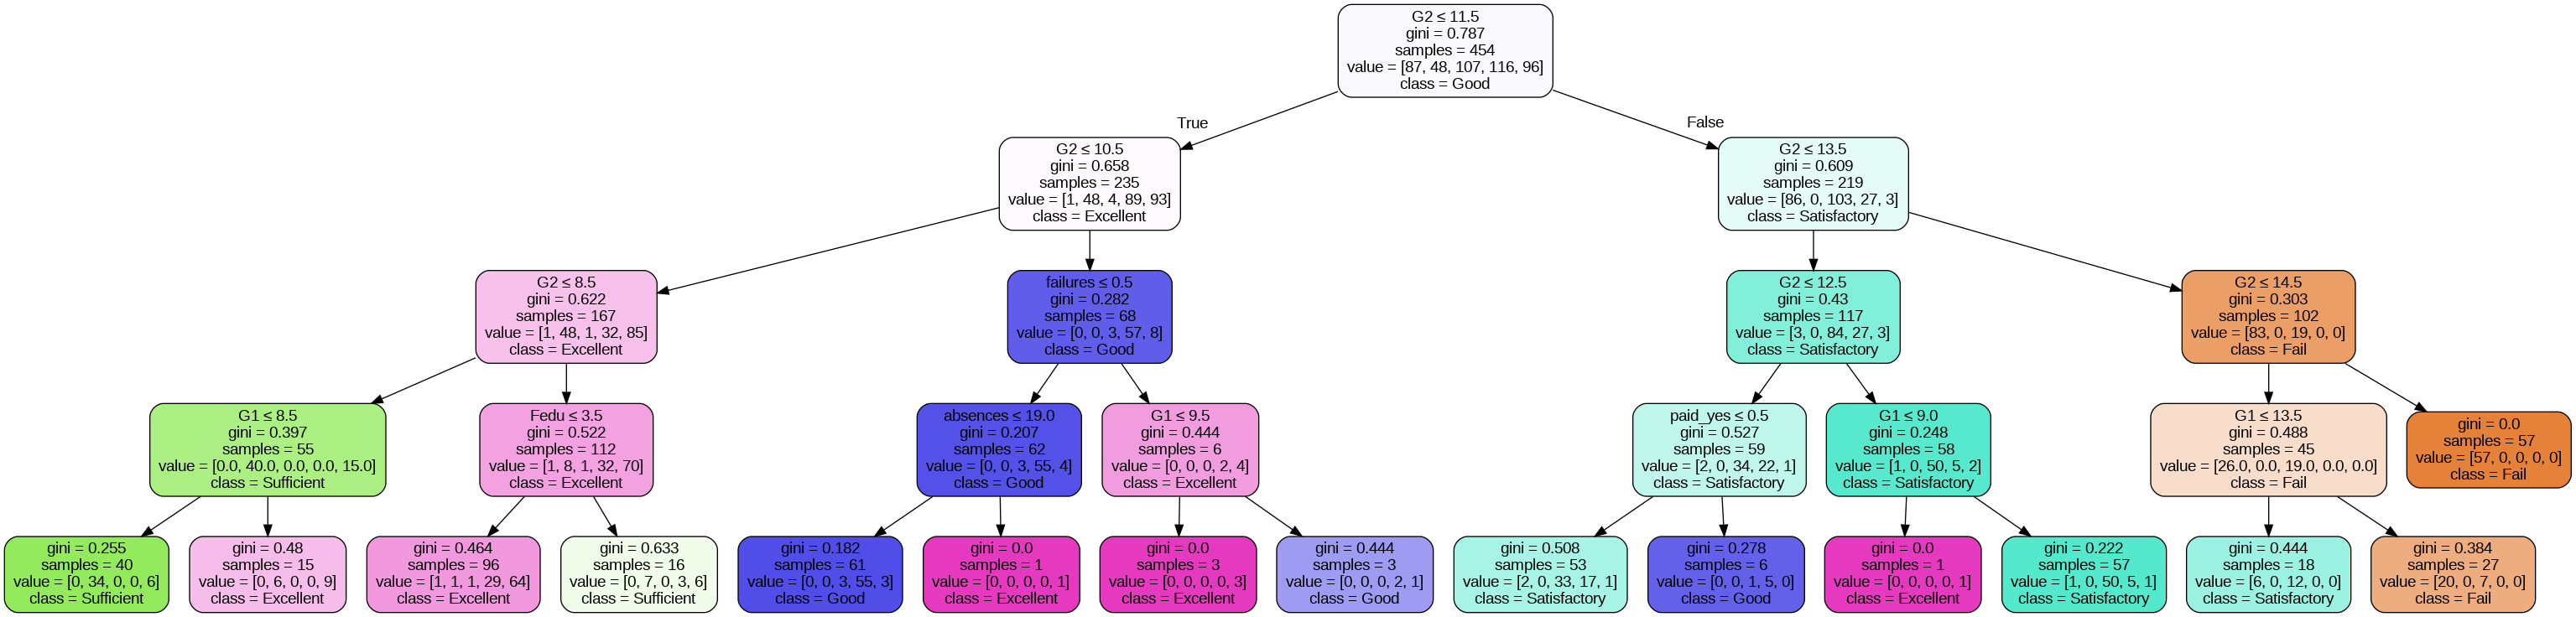 G2 ≤ 11.5
gini = 0.787
samples = 454
value = [87, 48, 107, 116, 96]
class = Good
True
False
G2 ≤ 10.5
gini = 0.658
samples = 235
value = [1, 48, 4, 89, 93]
class = Excellent
G2 ≤ 13.5
gini = 0.609
samples = 219
value = [86, 0, 103, 27, 3]
class = Satisfactory
G2 ≤ 8.5
gini = 0.622
samples = 167
value = [1, 48, 1, 32, 85]
class = Excellent
failures ≤ 0.5
gini = 0.282
samples = 68
value = [0, 0, 3, 57, 8]
class = Good
G2 ≤ 12.5
gini = 0.43
samples = 117
value = [3, 0, 84, 27, 3]
class = Satisfactory
G2 ≤ 14.5
gini = 0.303
samples = 102
value = [83, 0, 19, 0, 0]
class = Fail
G1 ≤ 8.5
gini = 0.397
samples = 55
value = [0.0, 40.0, 0.0, 0.0, 15.0]
class = Sufficient
Fedu ≤ 3.5
gini = 0.522
samples = 112
value = [1, 8, 1, 32, 70]
class = Excellent
absences ≤ 19.0
gini = 0.207
samples = 62
value = [0, 0, 3, 55, 4]
class = Good
G1 ≤ 9.5
gini = 0.444
samples = 6
value = [0, 0, 0, 2, 4]
class = Excellent
paid_yes ≤ 0.5
gini = 0.527
samples = 59
value = [2, 0, 34, 22, 1]
class = Satisfactory
G1 ≤ 9.0
gini = 0.248
samples = 58
value = [1, 0, 50, 5, 2]
class = Satisfactory
G1 ≤ 13.5
gini = 0.488
samples = 45
value = [26.0, 0.0, 19.0, 0.0, 0.0]
class = Fail
gini = 0.0
samples = 57
value = [57, 0, 0, 0, 0]
class = Fail
gini = 0.255
samples = 40
value = [0, 34, 0, 0, 6]
class = Sufficient
gini = 0.48
samples = 15
value = [0, 6, 0, 0, 9]
class = Excellent
gini = 0.464
samples = 96
value = [1, 1, 1, 29, 64]
class = Excellent
gini = 0.633
samples = 16
value = [0, 7, 0, 3, 6]
class = Sufficient
gini = 0.182
samples = 61
value = [0, 0, 3, 55, 3]
class = Good
gini = 0.0
samples = 1
value = [0, 0, 0, 0, 1]
class = Excellent
gini = 0.0
samples = 3
value = [0, 0, 0, 0, 3]
class = Excellent
gini = 0.444
samples = 3
value = [0, 0, 0, 2, 1]
class = Good
gini = 0.508
samples = 53
value = [2, 0, 33, 17, 1]
class = Satisfactory
gini = 0.278
samples = 6
value = [0, 0, 1, 5, 0]
class = Good
gini = 0.0
samples = 1
value = [0, 0, 0, 0, 1]
class = Excellent
gini = 0.222
samples = 57
value = [1, 0, 50, 5, 1]
class = Satisfactory
gini = 0.444
samples = 18
value = [6, 0, 12, 0, 0]
class = Satisfactory
gini = 0.384
samples = 27
value = [20, 0, 7, 0, 0]
class = Fail